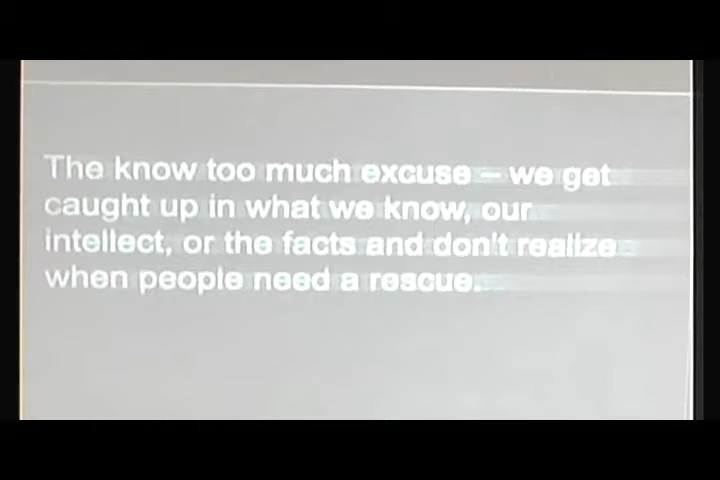 The know too much excuse – we get
caught up in what we know, our
intellect, or the facts and don't realize
when people need a rescue.